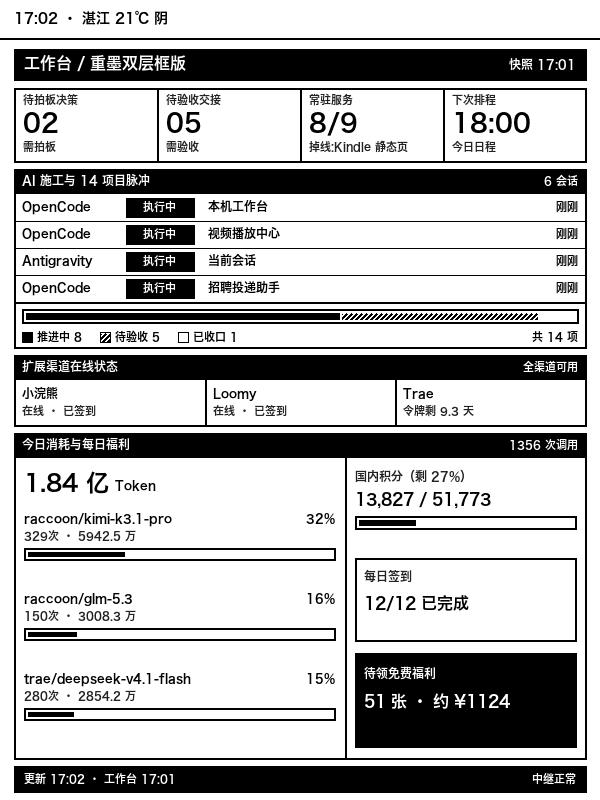 17:02 · 湛江 21℃ 阴
工作台 / 重墨双层框版 快照 17:01
待拍板决策 待验收交接 常驻服务 下次排程
02 05 8/9 18:00
需拍板 需验收 掉线:Kindle 静态页 今日日程
AI 施工与 14 项目脉冲 6 会话
OpenCode 执行中 本机工作台 刚刚
OpenCode 执行中 视频播放中心 刚刚
Antigravity 执行中 当前会话 刚刚
OpenCode 执行中 招聘投递助手 刚刚
推进中 8 待验收 5 已收口 1 共 14 项
扩展渠道在线状态 全渠道可用
小浣熊 Loomy Trae
在线 · 已签到 在线 · 已签到 令牌剩 9.3 天
今日消耗与每日福利 1356 次调用
1.84 亿 Token
raccoon/kimi-k3.1-pro 32%
329次 · 5942.5 万
raccoon/glm-5.3 16%
150次 · 3008.3 万
trae/deepseek-v4.1-flash 15%
280次 · 2854.2 万
国内积分（剩 27%）
13,827 / 51,773
每日签到
12/12 已完成
待领免费福利
51 张 · 约 ¥1124
更新 17:02 · 工作台 17:01 中继正常